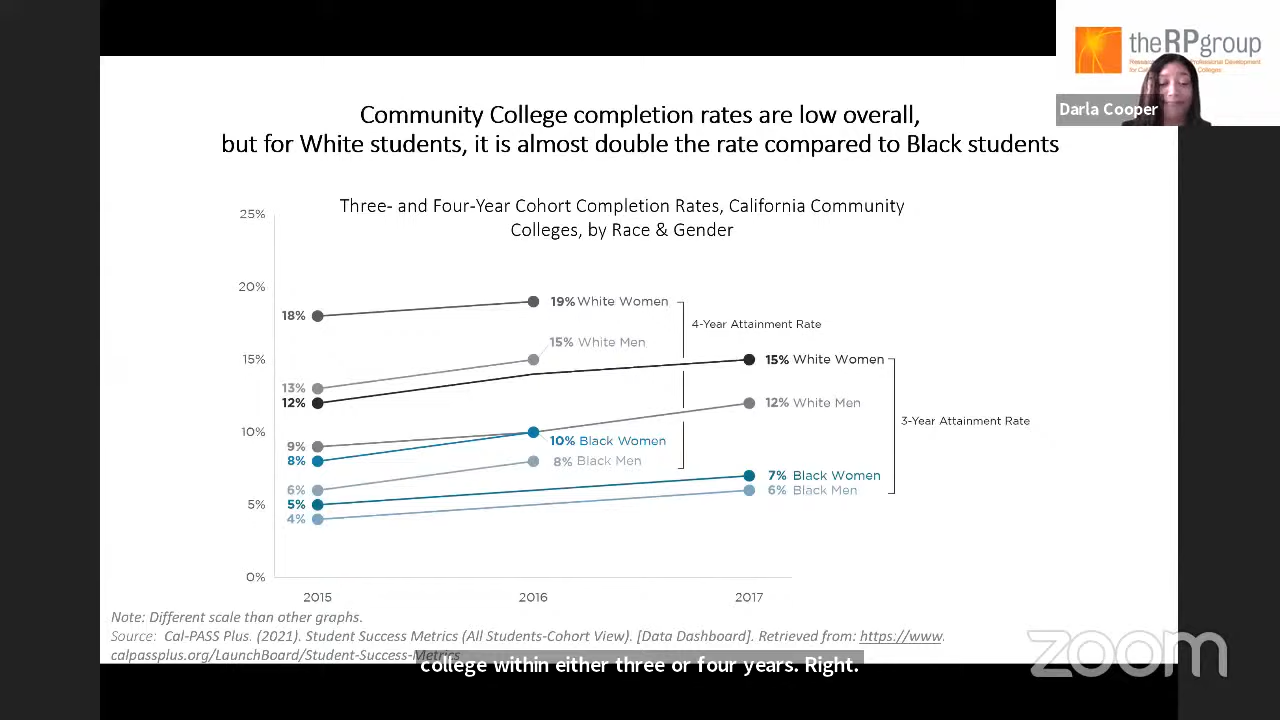 theRPgroup
Darla Cooper
Community College completion rates are low overall,
but for White students, it is almost double the rate compared to Black students
Three- and Four-Year Cohort Completion Rates, California Community
Colleges, by Race & Gender
25%
20%
15%
10%
5%
0%
18%
13%
12%
9%
8%
6%
5%
4%
19% White Women
15% White Men
4-Year Attainment Rate
15% White Women
12% White Men
3-Year Attainment Rate
10% Black Women
8% Black Men
7% Black Women
6% Black Men
2015 2016 2017
Note: Different scale than other graphs.
Source: Cal-PASS Plus. (2021). Student Success Metrics (All Students-Cohort View). [Data Dashboard]. Retrieved from: https://www.
calpassplus.org/LaunchBoard/Student-Success-Metrics
college within either three or four years. Right.
zoom